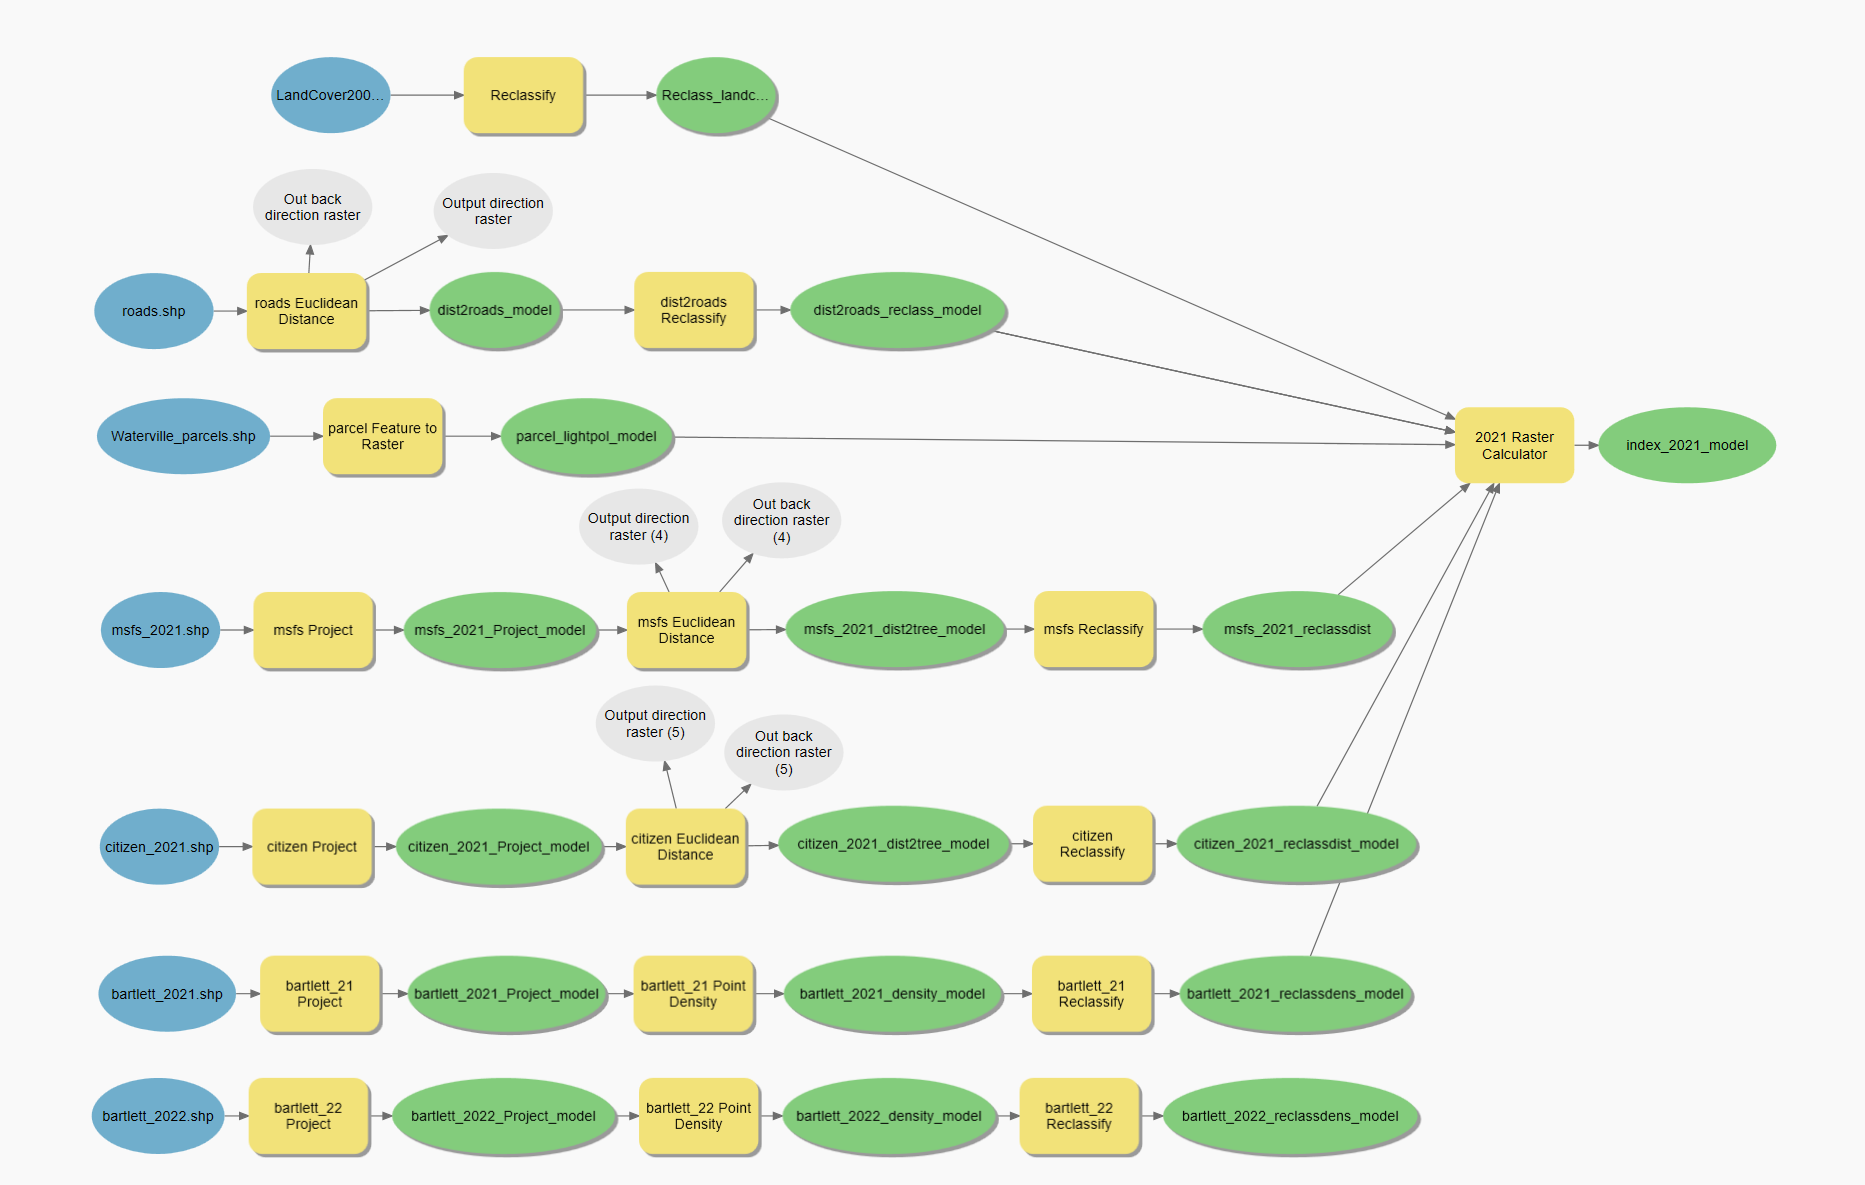 LandCover200...
Reclassify
Reclass_landc...
Out back
direction raster
Output direction
raster
roads.shp
roads Euclidean
Distance
dist2roads_model
dist2roads
Reclassify
dist2roads_reclass_model
Waterville_parcels.shp
parcel Feature to
Raster
parcel_lightpol_model
2021 Raster
Calculator
index_2021_model
Output direction
raster (4)
Out back
direction raster
(4)
msfs_2021.shp
msfs Project
msfs_2021_Project_model
msfs Euclidean
Distance
msfs_2021_dist2tree_model
msfs Reclassify
msfs_2021_reclassdist
Output direction
raster (5)
Out back
direction raster
(5)
citizen_2021.shp
citizen Project
citizen_2021_Project_model
citizen Euclidean
Distance
citizen_2021_dist2tree_model
citizen
Reclassify
citizen_2021_reclassdist_model
bartlett_2021.shp
bartlett_21
Project
bartlett_2021_Project_model
bartlett_21 Point
Density
bartlett_2021_density_model
bartlett_21
Reclassify
bartlett_2021_reclassdens_model
bartlett_2022.shp
bartlett_22
Project
bartlett_2022_Project_model
bartlett_22 Point
Density
bartlett_2022_density_model
bartlett_22
Reclassify
bartlett_2022_reclassdens_model